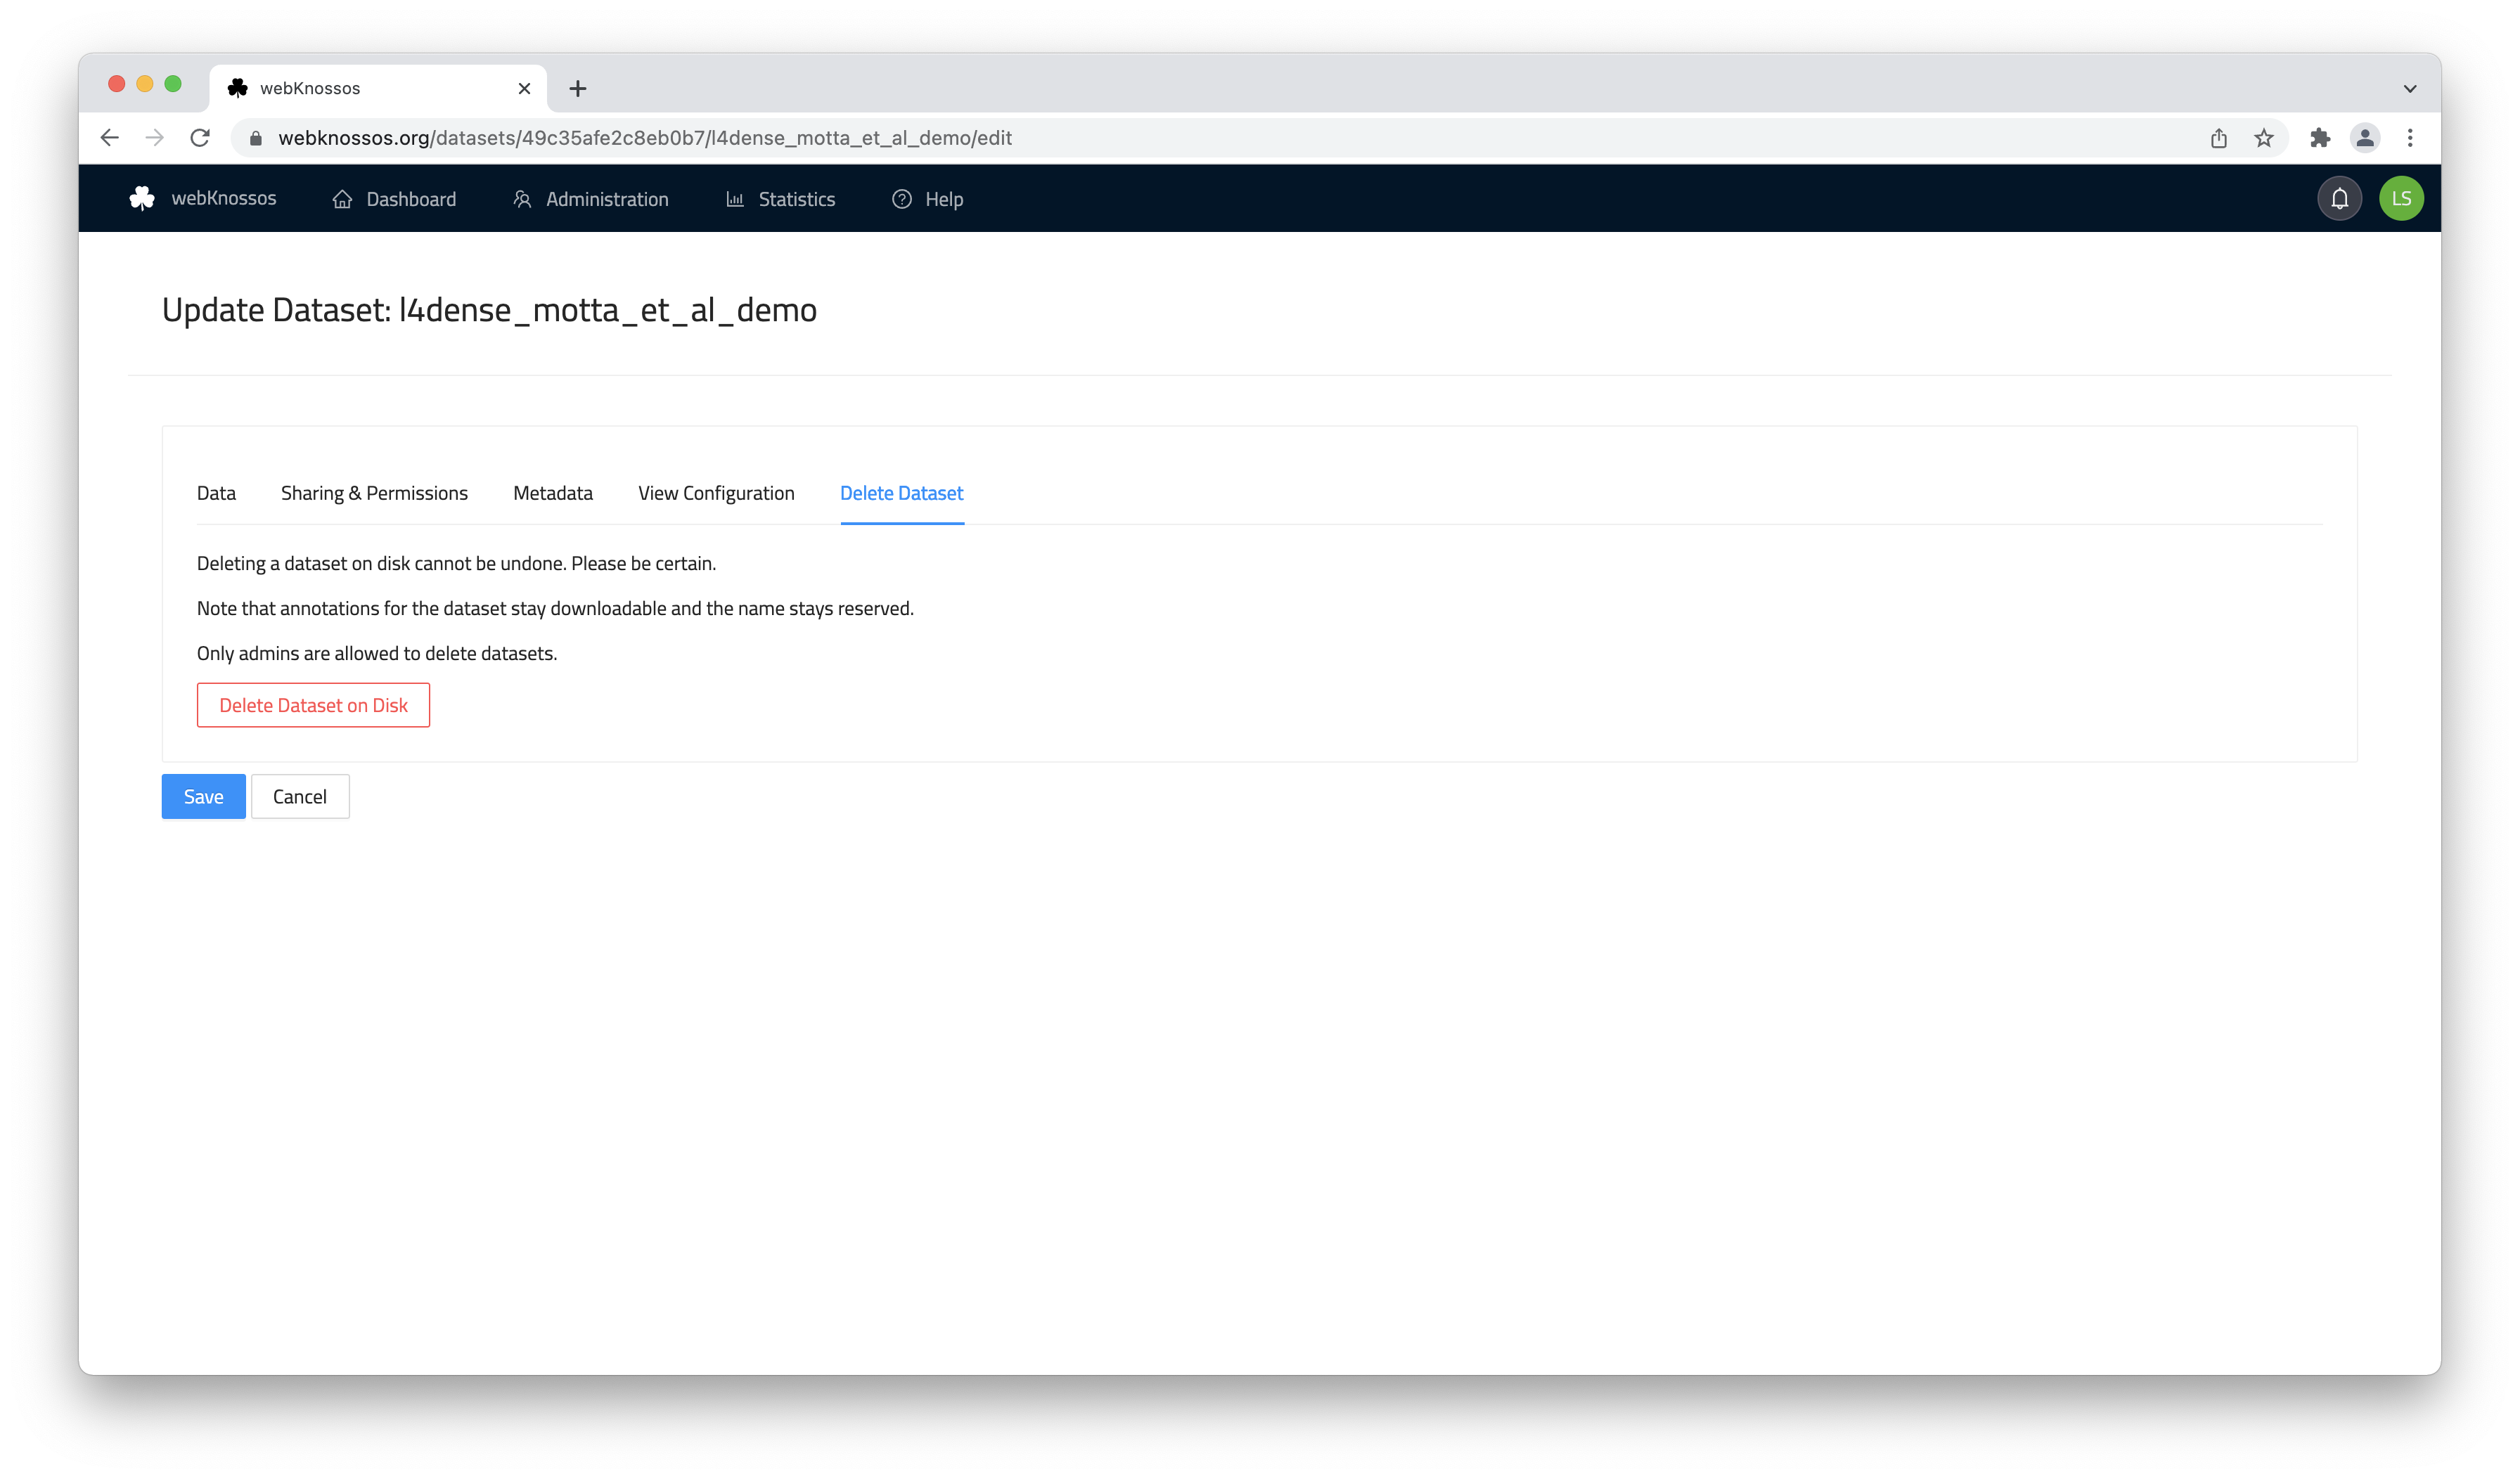 webKnossos
webknossos.org/datasets/49c35afe2c8eb0b7/l4dense_motta_et_al_demo/edit
webKnossos Dashboard Administration Statistics Help LS
Update Dataset: l4dense_motta_et_al_demo
Data Sharing & Permissions Metadata View Configuration Delete Dataset
Deleting a dataset on disk cannot be undone. Please be certain.
Note that annotations for the dataset stay downloadable and the name stays reserved.
Only admins are allowed to delete datasets.
Delete Dataset on Disk
Save Cancel